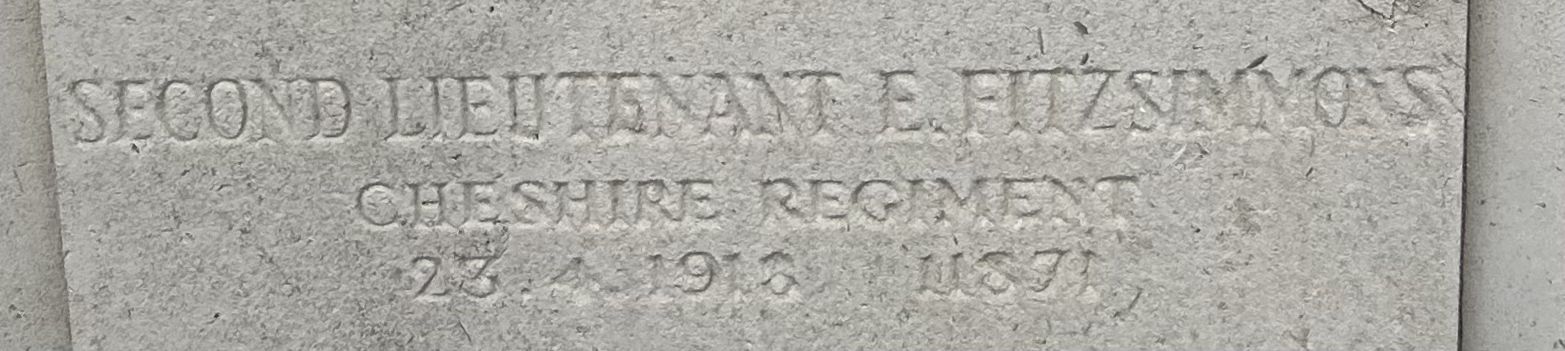 SECOND LIEUTENANT E. FITZSIMMONS
CHESHIRE REGIMENT
23.4.1918